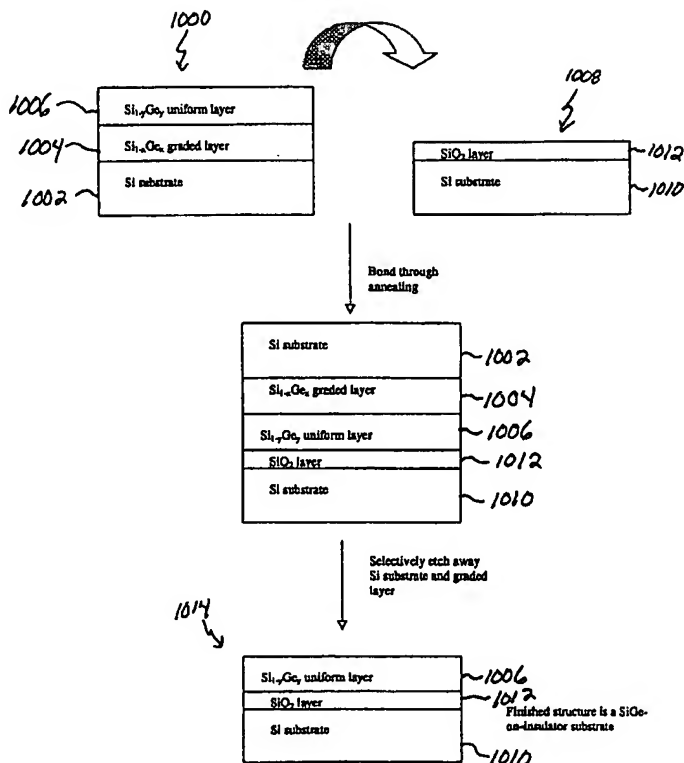 1000
1008
1006
Si₁₋yGey uniform layer
1004
Si₁₋ₓGeₓ graded layer
1002
Si substrate
SiO₂ layer
1012
Si substrate
1010
Bond through
annealing
Si substrate
1002
Si₁₋ₓGeₓ graded layer
1004
Si₁₋yGey uniform layer
1006
SiO₂ layer
1012
Si substrate
1010
Selectively etch away
Si substrate and graded
layer
1014
Si₁₋yGey uniform layer
1006
SiO₂ layer
1012
Finished structure is a SiGe-
on-insulator substrate
Si substrate
1010